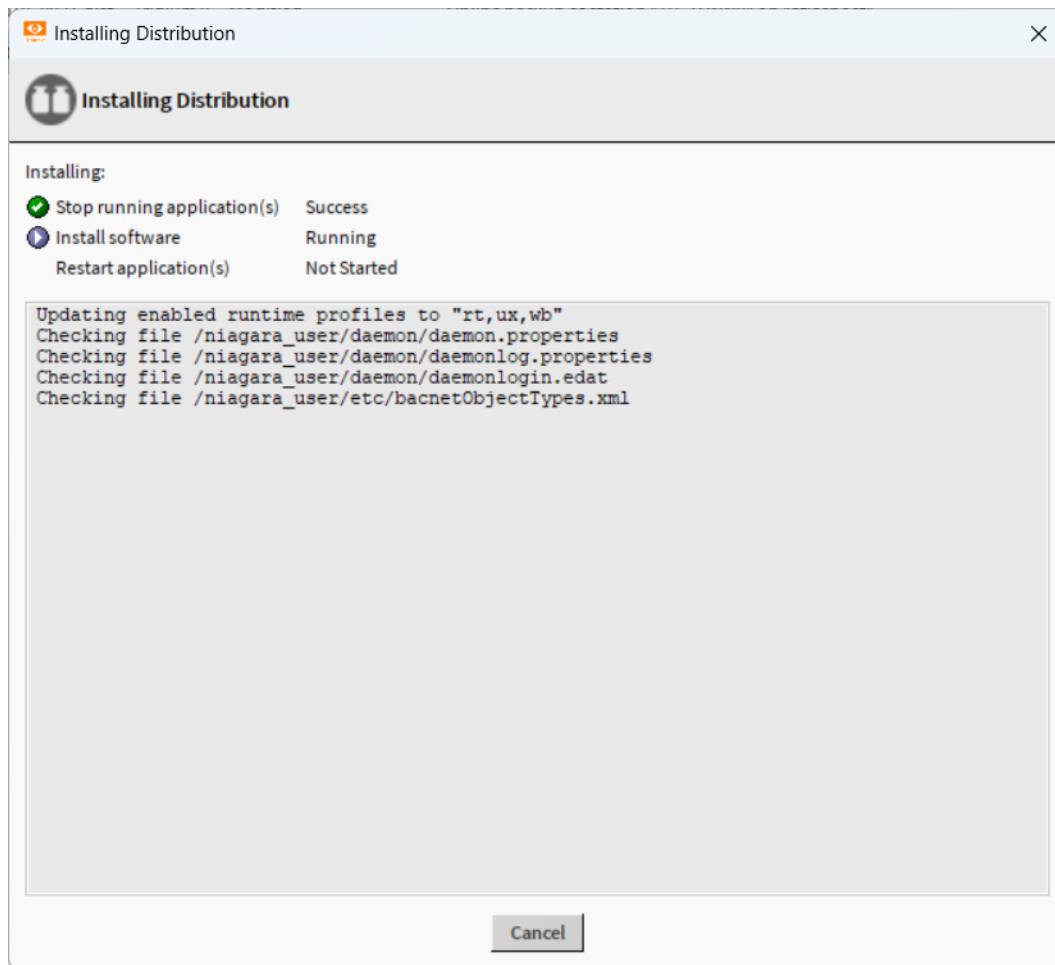 Installing Distribution
Installing Distribution
Installing:
Stop running application(s) Success
Install software Running
Restart application(s) Not Started
Updating enabled runtime profiles to "rt,ux,wb"
Checking file /niagara_user/daemon/daemon.properties
Checking file /niagara_user/daemon/daemonlog.properties
Checking file /niagara_user/daemon/daemonlogin.edat
Checking file /niagara_user/etc/bacnetObjectTypes.xml
Cancel